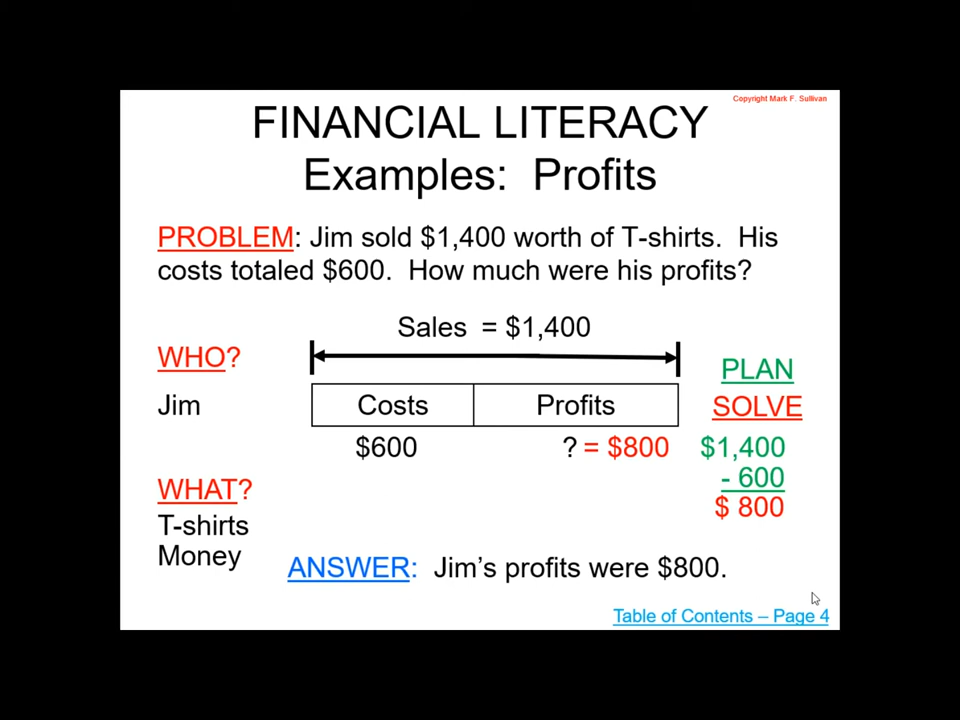 Copyright Mark F. Sullivan
FINANCIAL LITERACY
Examples: Profits
PROBLEM: Jim sold $1,400 worth of T-shirts. His
costs totaled $600. How much were his profits?
Sales = $1,400
WHO?
Jim
Costs
Profits
$600
? = $800
PLAN
SOLVE
$1,400
- 600
$ 800
WHAT?
T-shirts
Money
ANSWER: Jim’s profits were $800.
Table of Contents – Page 4